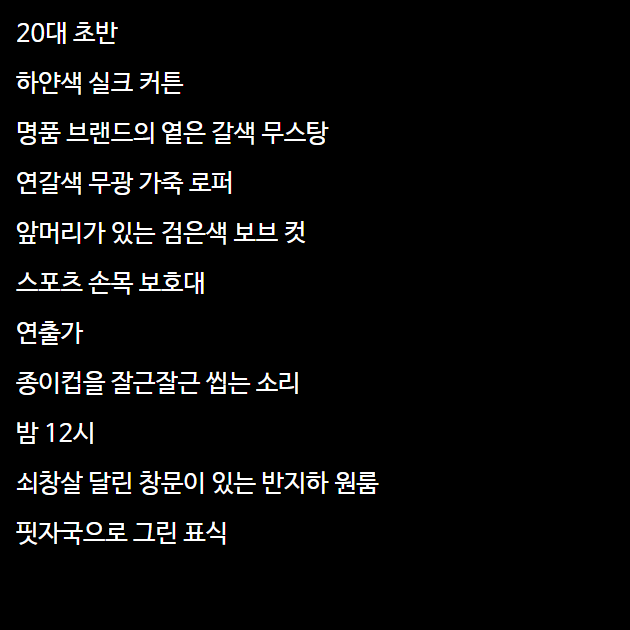 20대 초반
하얀색 실크 커튼
명품 브랜드의 옅은 갈색 무스탕
연갈색 무광 가죽 로퍼
앞머리가 있는 검은색 보브 컷
스포츠 손목 보호대
연출가
종이컵을 잘근잘근 씹는 소리
밤 12시
쇠창살 달린 창문이 있는 반지하 원룸
핏자국으로 그린 표식